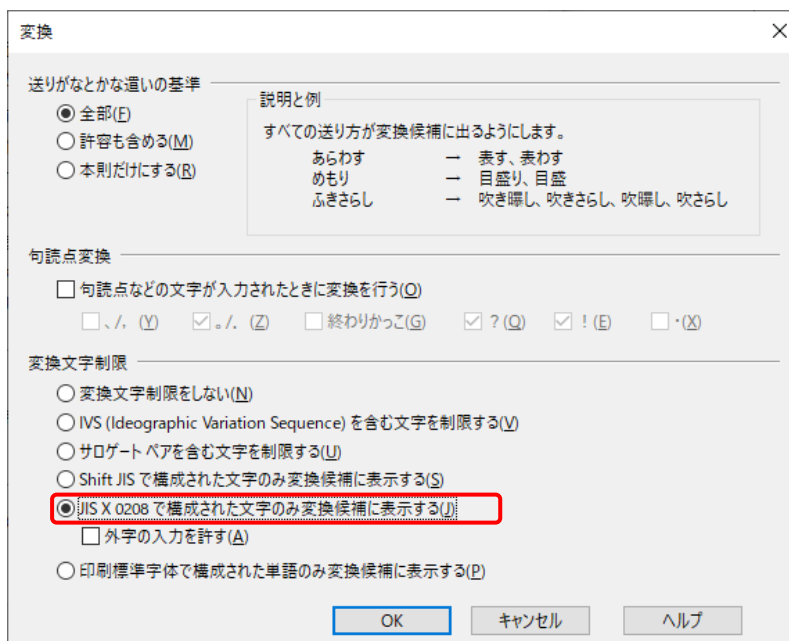 変換
送りがなとかな遣いの基準
全部(F)
許容も含める(M)
本則だけにする(R)
説明と例
すべての送り方が変換候補に出るようにします。
あらわす → 表す、表わす
めもり → 目盛り、目盛
ふきさらし → 吹き曝し、吹きさらし、吹曝し、吹さらし
句読点変換
句読点などの文字が入力されたときに変換を行う(O)
、/， (Y) 。/． (Z) 終わりかっこ(G) ？(Q) ！(E) ・(X)
変換文字制限
変換文字制限をしない(N)
IVS (Ideographic Variation Sequence) を含む文字を制限する(V)
サロゲート ペアを含む文字を制限する(U)
Shift JIS で構成された文字のみ変換候補に表示する(S)
JIS X 0208 で構成された文字のみ変換候補に表示する(J)
外字の入力を許す(A)
印刷標準字体で構成された単語のみ変換候補に表示する(P)
OK キャンセル ヘルプ